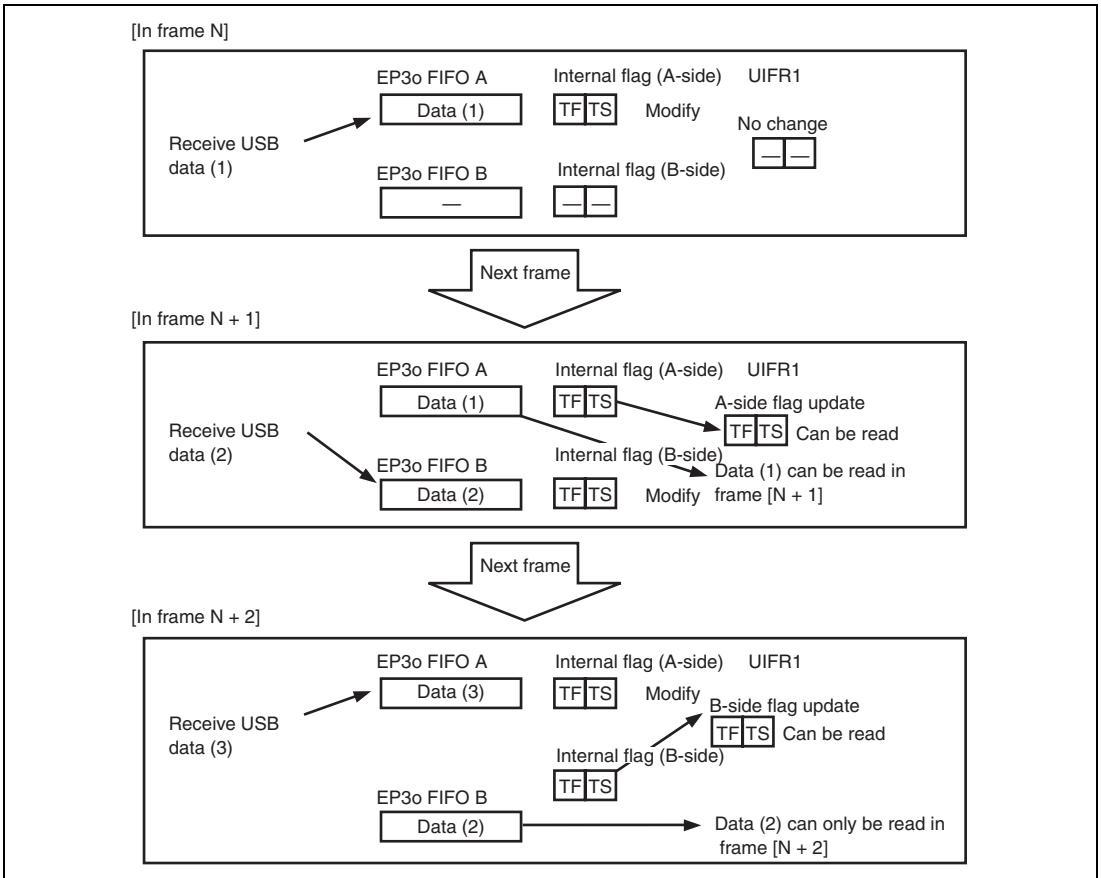 [In frame N]
EP3o FIFO A Internal flag (A-side) UIFR1
Data (1) TF TS Modify
No change
Receive USB
data (1)
— —
EP3o FIFO B Internal flag (B-side)
— — —
Next frame
[In frame N + 1]
EP3o FIFO A Internal flag (A-side) UIFR1
Data (1) TF TS
A-side flag update
TF TS Can be read
Receive USB
data (2)
EP3o FIFO B Internal flag (B-side)
Data (2) TF TS Modify
Data (1) can be read in
frame [N + 1]
Next frame
[In frame N + 2]
EP3o FIFO A Internal flag (A-side) UIFR1
Data (3) TF TS Modify
B-side flag update
TF TS Can be read
Receive USB
data (3)
Internal flag (B-side)
TF TS
EP3o FIFO B
Data (2)
Data (2) can only be read in
frame [N + 2]